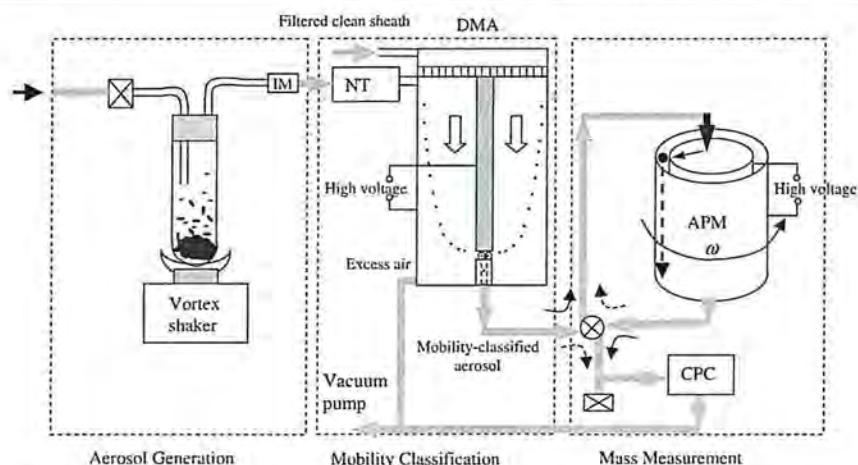 Filtered clean sheath
DMA
IM
NT
High voltage
High voltage
APM
ω
Excess air
Vortex
shaker
Mobility-classified
aerosol
CPC
Vacuum
pump
Aerosol Generation
Mobility Classification
Mass Measurement